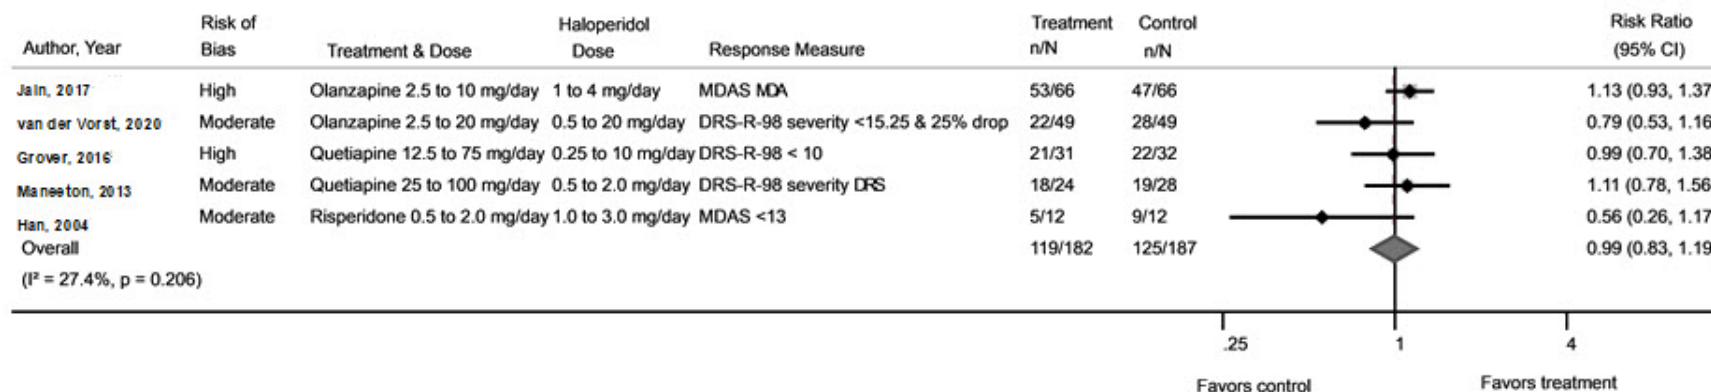 Author, Year Risk of Bias Treatment & Dose Haloperidol Dose Response Measure Treatment n/N Control n/N Risk Ratio (95% CI)
Jain, 2017 High Olanzapine 2.5 to 10 mg/day 1 to 4 mg/day MDAS MDA 53/66 47/66 1.13 (0.93, 1.37
van der Vorst, 2020 Moderate Olanzapine 2.5 to 20 mg/day 0.5 to 20 mg/day DRS-R-98 severity <15.25 & 25% drop 22/49 28/49 0.79 (0.53, 1.16
Grover, 2016 High Quetiapine 12.5 to 75 mg/day 0.25 to 10 mg/day DRS-R-98 < 10 21/31 22/32 0.99 (0.70, 1.38
Maneeton, 2013 Moderate Quetiapine 25 to 100 mg/day 0.5 to 2.0 mg/day DRS-R-98 severity DRS 18/24 19/28 1.11 (0.78, 1.56
Han, 2004 Moderate Risperidone 0.5 to 2.0 mg/day 1.0 to 3.0 mg/day MDAS <13 5/12 9/12 0.56 (0.26, 1.17
Overall 119/182 125/187 0.99 (0.83, 1.19
(I² = 27.4%, p = 0.206)
.25 1 4
Favors control Favors treatment